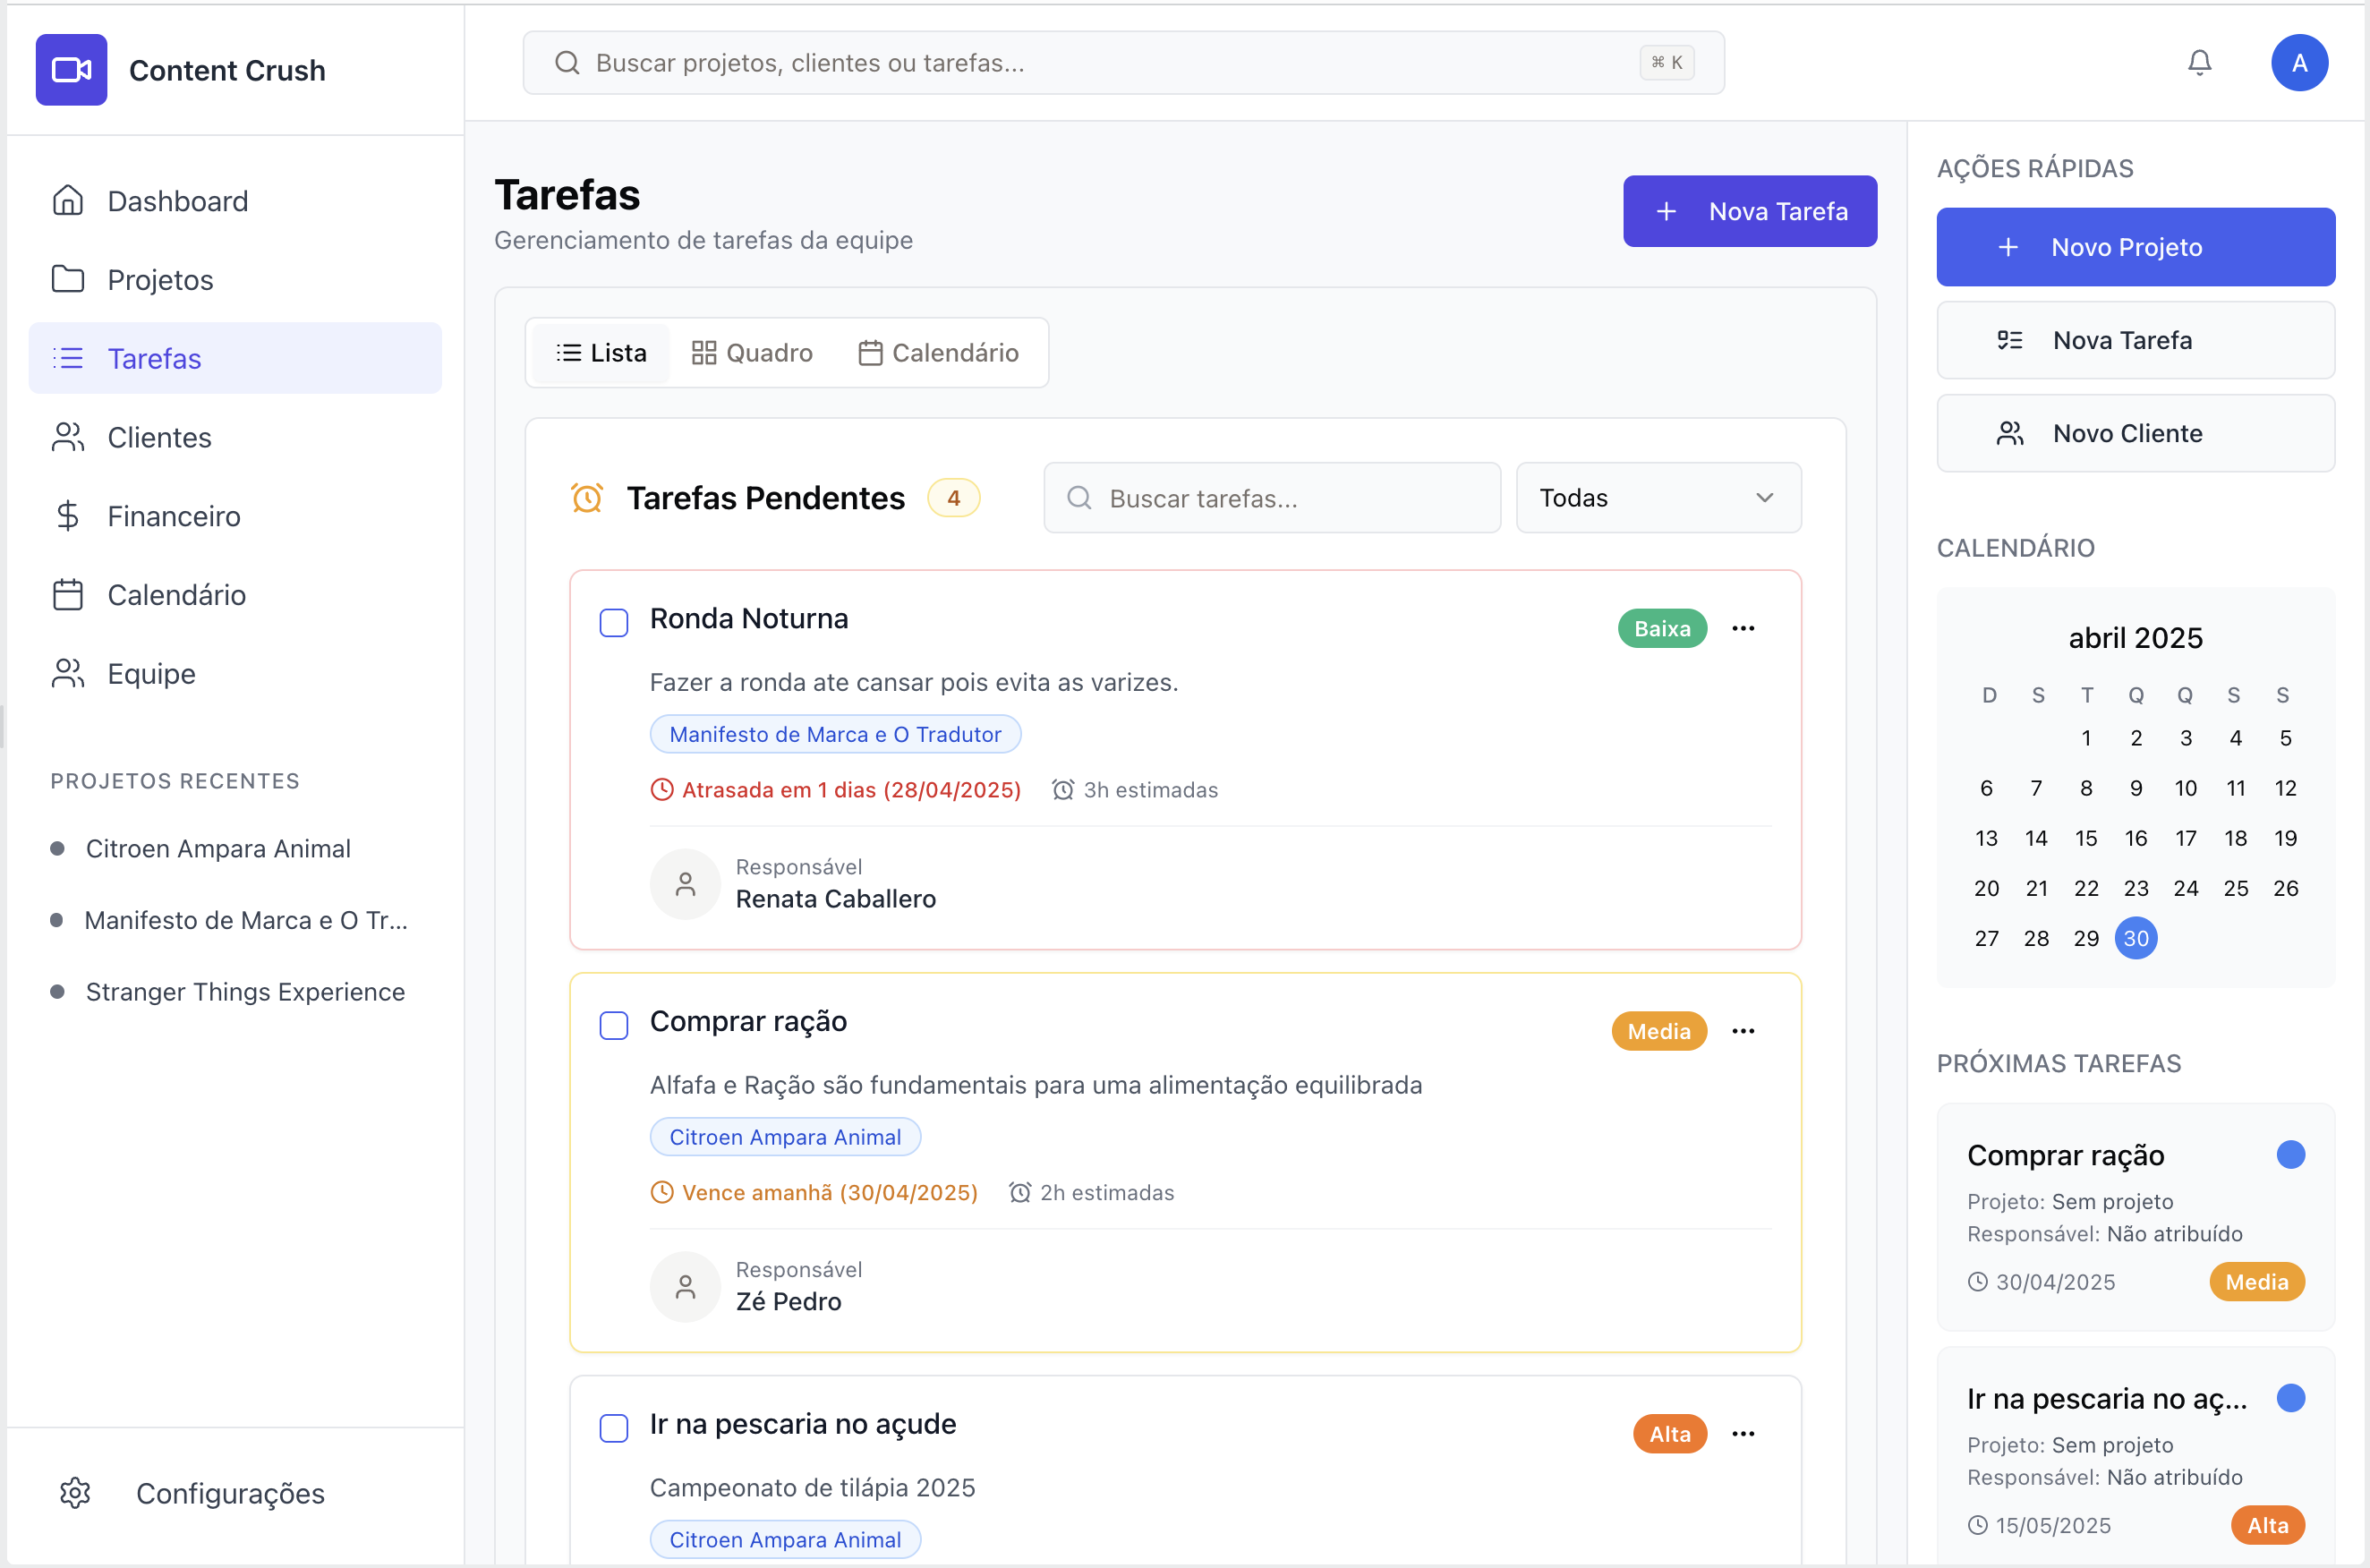 Content Crush
Buscar projetos, clientes ou tarefas...
⌘ K
A
Dashboard
Projetos
Tarefas
Clientes
Financeiro
Calendário
Equipe
PROJETOS RECENTES
Citroen Ampara Animal
Manifesto de Marca e O Tr...
Stranger Things Experience
Configurações
Tarefas
Gerenciamento de tarefas da equipe
Nova Tarefa
Lista
Quadro
Calendário
Tarefas Pendentes
4
Buscar tarefas...
Todas
Ronda Noturna
Baixa
Fazer a ronda ate cansar pois evita as varizes.
Manifesto de Marca e O Tradutor
Atrasada em 1 dias (28/04/2025)
3h estimadas
Responsável
Renata Caballero
Comprar ração
Media
Alfafa e Ração são fundamentais para uma alimentação equilibrada
Citroen Ampara Animal
Vence amanhã (30/04/2025)
2h estimadas
Responsável
Zé Pedro
Ir na pescaria no açude
Alta
Campeonato de tilápia 2025
Citroen Ampara Animal
AÇÕES RÁPIDAS
Novo Projeto
Nova Tarefa
Novo Cliente
CALENDÁRIO
abril 2025
D S T Q Q S S
1 2 3 4 5
6 7 8 9 10 11 12
13 14 15 16 17 18 19
20 21 22 23 24 25 26
27 28 29 30
PRÓXIMAS TAREFAS
Comprar ração
Projeto: Sem projeto
Responsável: Não atribuído
30/04/2025
Media
Ir na pescaria no aç...
Projeto: Sem projeto
Responsável: Não atribuído
15/05/2025
Alta